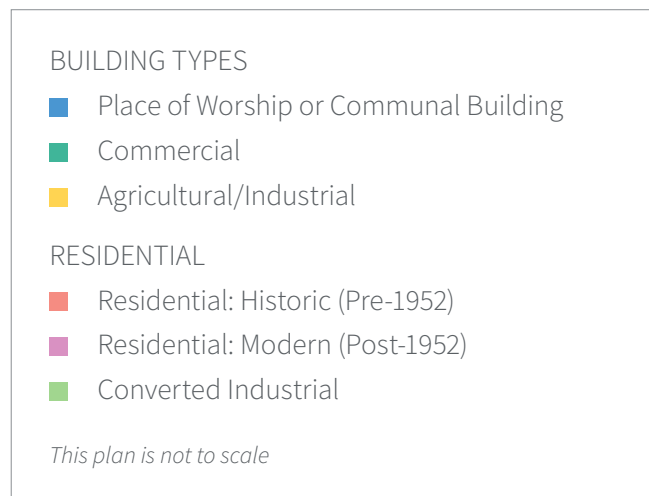 BUILDING TYPES
Place of Worship or Communal Building
Commercial
Agricultural/Industrial
RESIDENTIAL
Residential: Historic (Pre-1952)
Residential: Modern (Post-1952)
Converted Industrial
This plan is not to scale